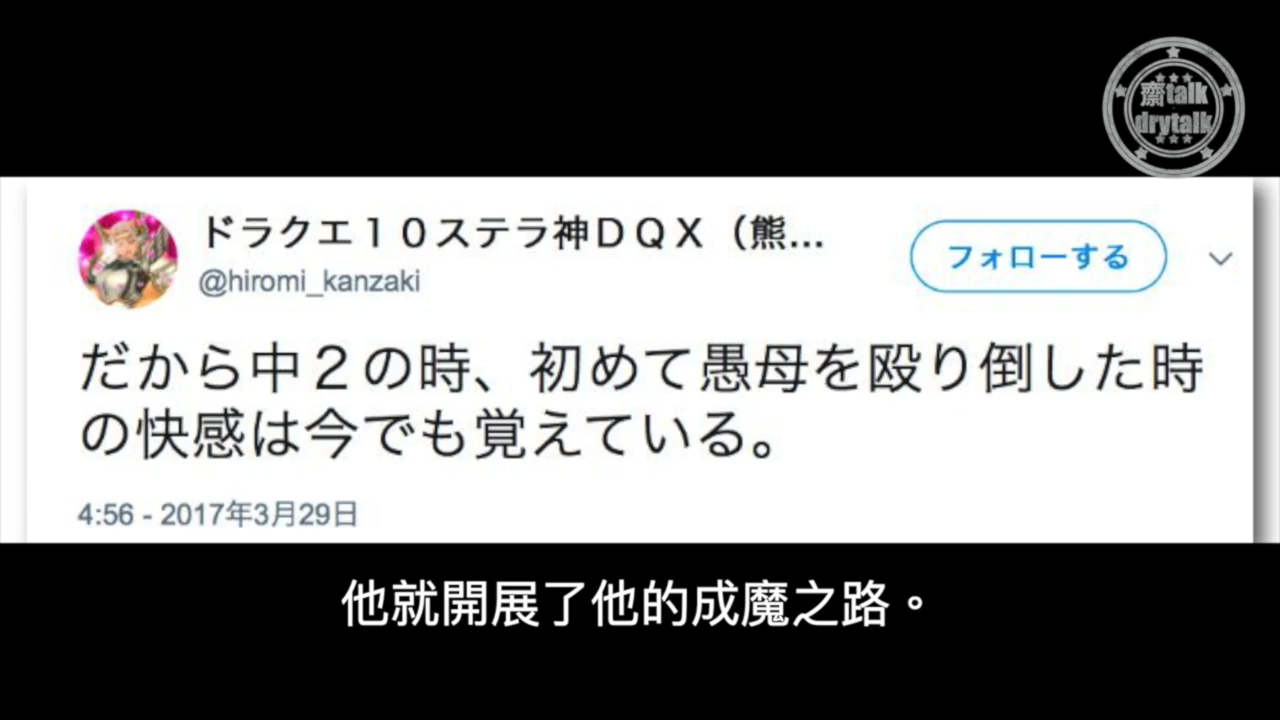 齋talk
drytalk
ドラクエ１０ステラ神ＤＱＸ（熊...
@hiromi_kanzaki
フォローする
だから中２の時、初めて愚母を殴り倒した時
の快感は今でも覚えている。
4:56 - 2017年3月29日
他就開展了他的成魔之路。